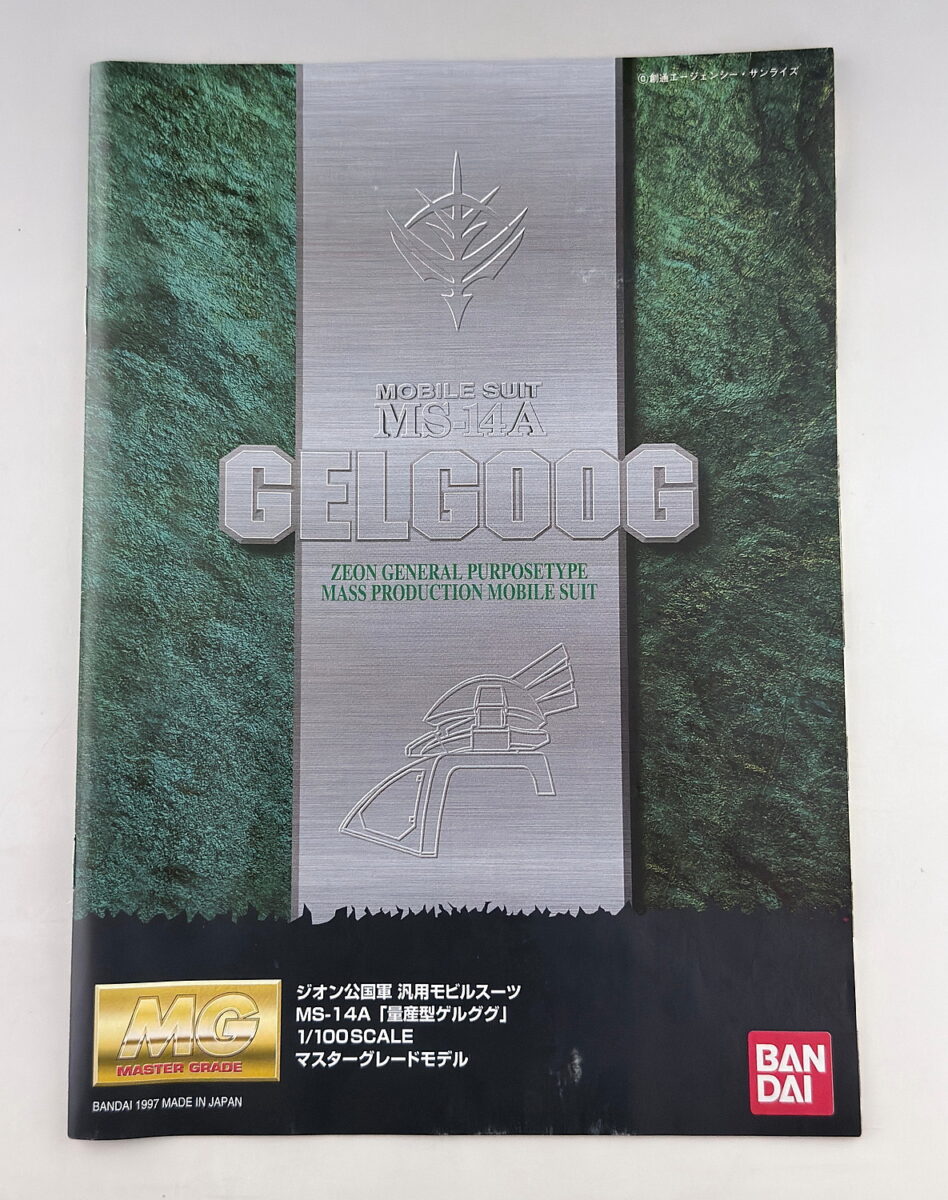 ©創通エージェンシー・サンライズ
MOBILE SUIT
MS-14A
GELGOOG
ZEON GENERAL PURPOSETYPE
MASS PRODUCTION MOBILE SUIT
MG
MASTER GRADE
ジオン公国軍 汎用モビルスーツ
MS-14A「量産型ゲルググ」
1/100SCALE
マスターグレードモデル
BANDAI 1997 MADE IN JAPAN
BAN
DAI